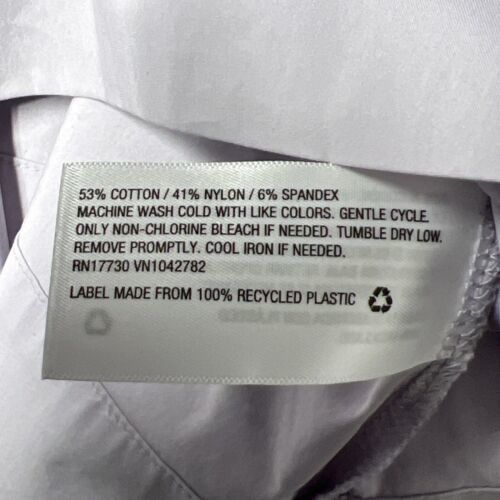 53% COTTON / 41% NYLON / 6% SPANDEX
MACHINE WASH COLD WITH LIKE COLORS. GENTLE CYCLE.
ONLY NON-CHLORINE BLEACH IF NEEDED. TUMBLE DRY LOW.
REMOVE PROMPTLY. COOL IRON IF NEEDED.
RN17730 VN1042782
LABEL MADE FROM 100% RECYCLED PLASTIC